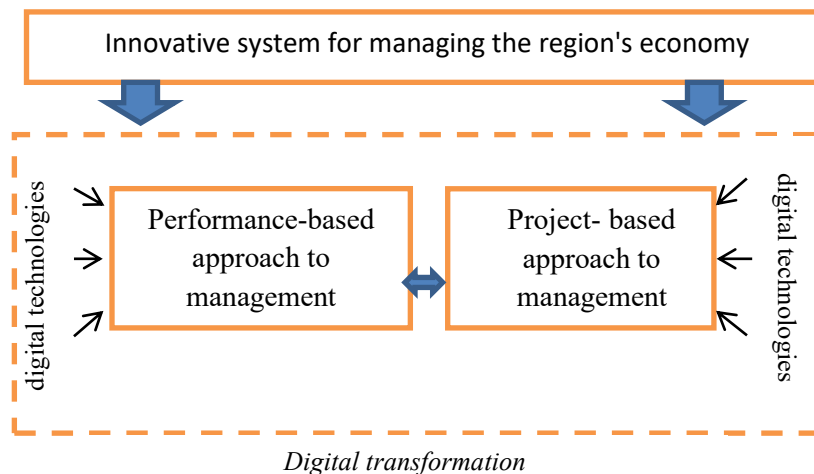 Innovative system for managing the region's economy
digital technologies
Performance-based
approach to
management
Project- based
approach to
management
digital technologies
Digital transformation